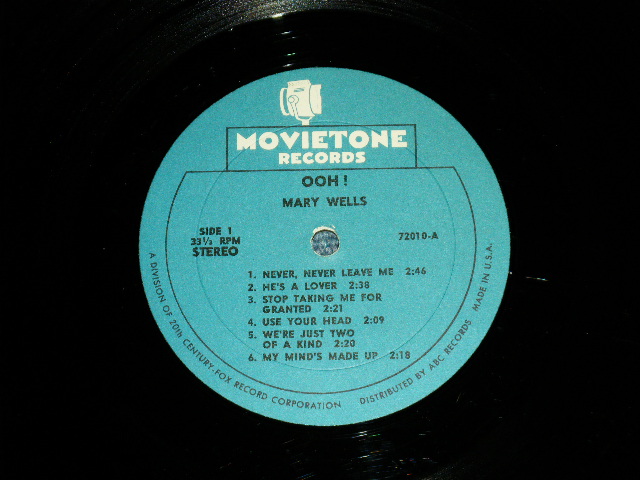 MOVIETONE
RECORDS
OOH!
MARY WELLS
SIDE 1
33⅓ RPM
STEREO
72010-A
1. NEVER, NEVER LEAVE ME 2:46
2. HE'S A LOVER 2:38
3. STOP TAKING ME FOR
GRANTED 2:21
4. USE YOUR HEAD 2:09
5. WE'RE JUST TWO
OF A KIND 2:20
6. MY MIND'S MADE UP 2:18
A DIVISION OF 20th CENTURY-FOX RECORD CORPORATION
DISTRIBUTED BY ABC RECORDS
MADE IN U.S.A.